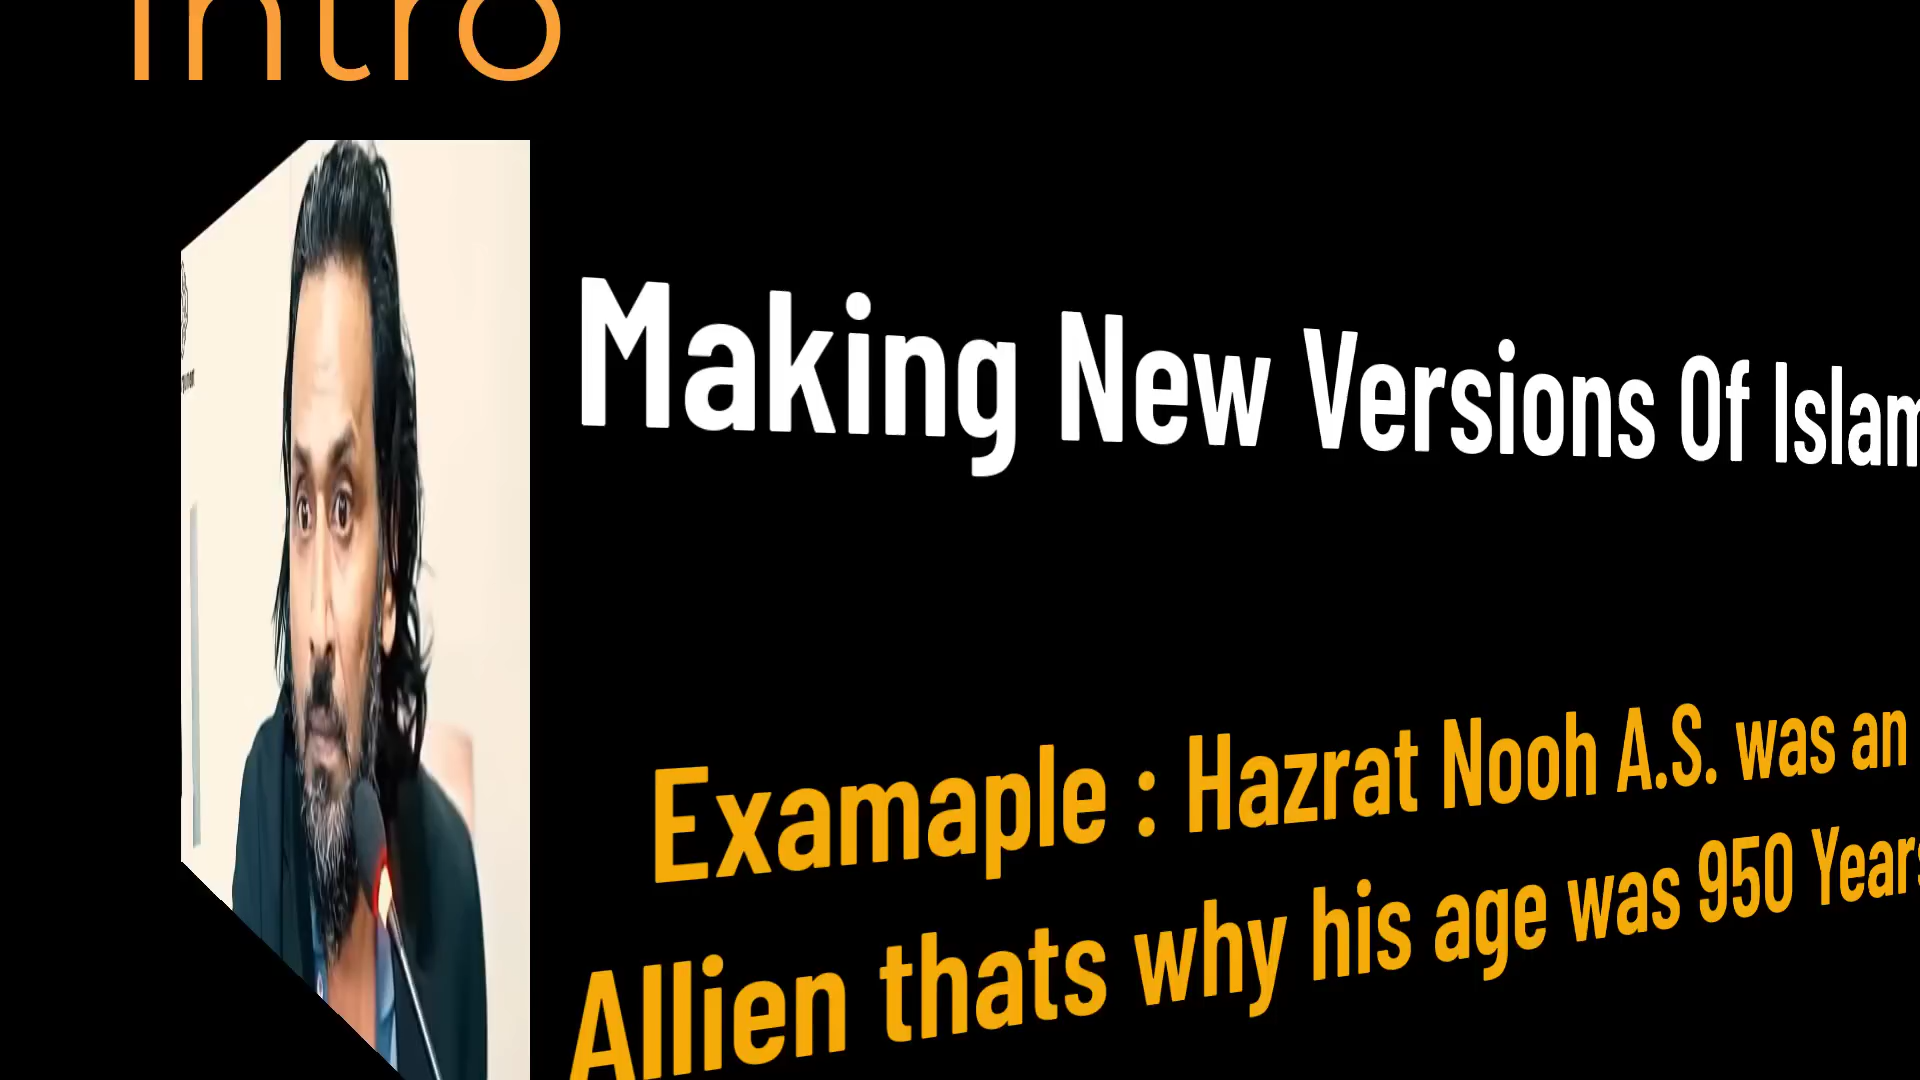 Intro
Making New Versions Of Islam
Examaple : Hazrat Nooh A.S. was an
Allien thats why his age was 950 Years